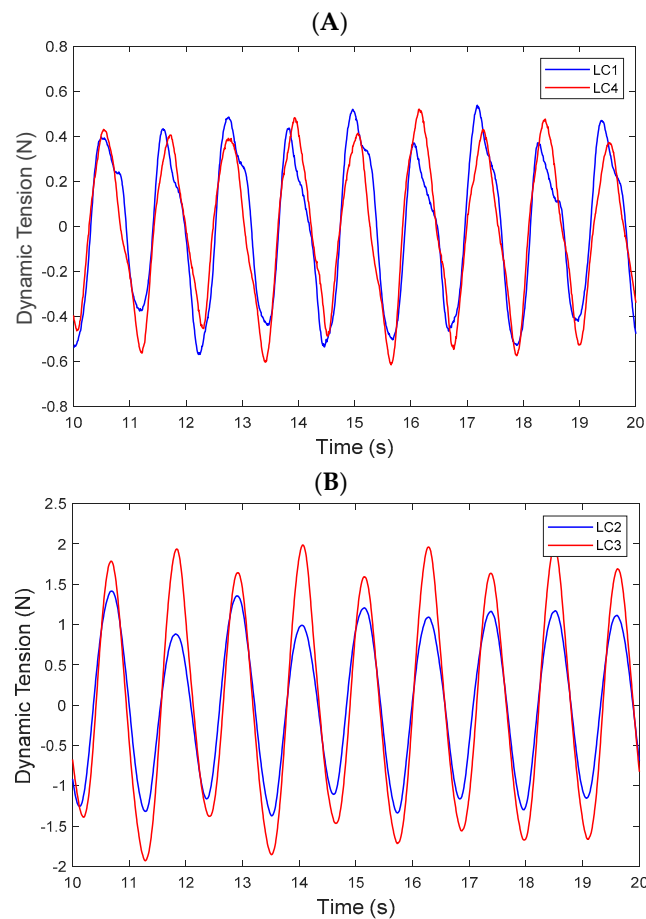 (A)
0.8
0.6
0.4
0.2
0
-0.2
-0.4
-0.6
-0.8
Dynamic Tension (N)
LC1
LC4
10 11 12 13 14 15 16 17 18 19 20
Time (s)
(B)
2.5
2
1.5
1
0.5
0
-0.5
-1
-1.5
-2
Dynamic Tension (N)
LC2
LC3
10 11 12 13 14 15 16 17 18 19 20
Time (s)